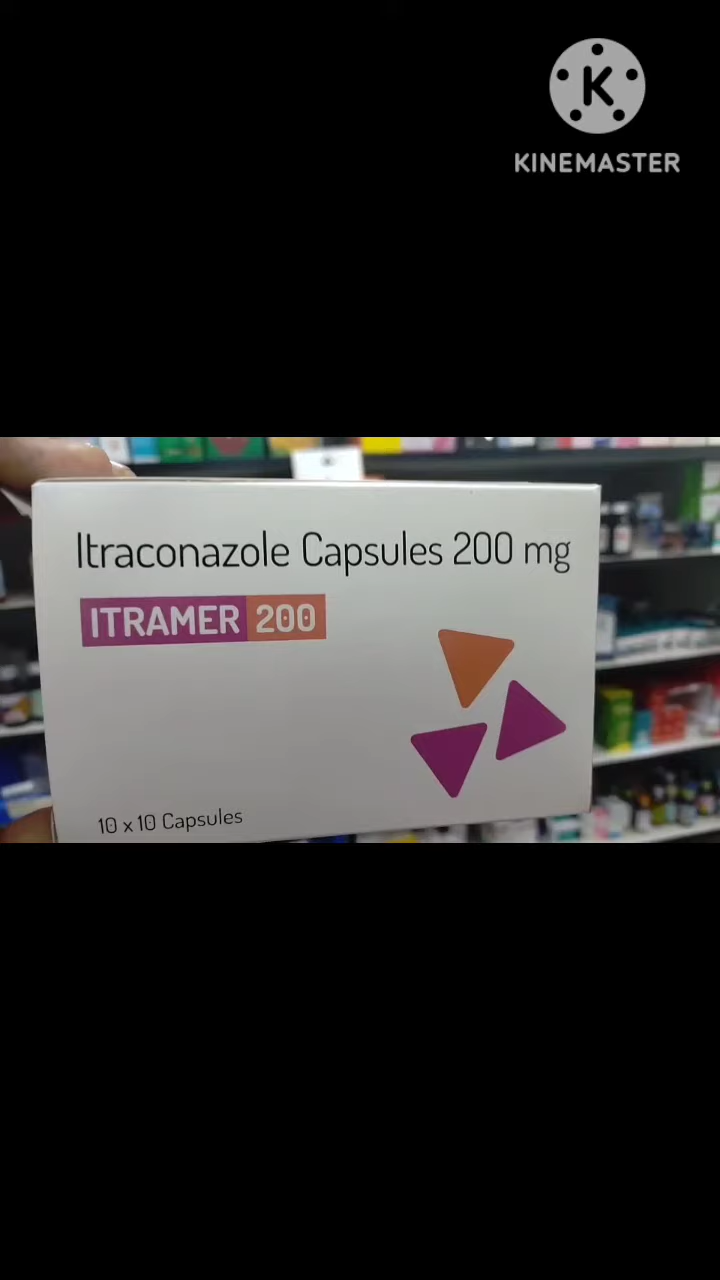 K
KINEMASTER
Itraconazole Capsules 200 mg
ITRAMER 200
10 x 10 Capsules